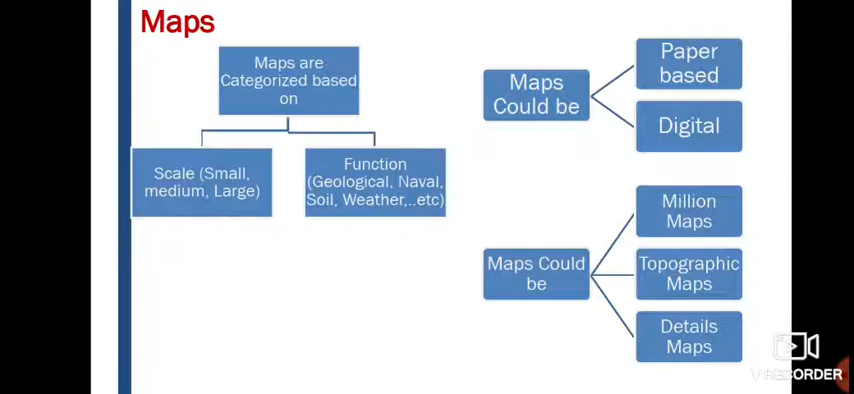 Maps
Maps are
Categorized based
on
Scale (Small,
medium, Large)
Function
(Geological, Naval,
Soil, Weather,..etc)
Maps
Could be
Paper
based
Digital
Maps Could
be
Million
Maps
Topographic
Maps
Details
Maps
V RECORDER